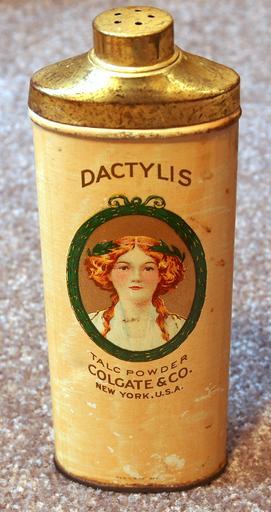 DACTYLIS
TALC POWDER
COLGATE & CO.
NEW YORK. U.S.A.